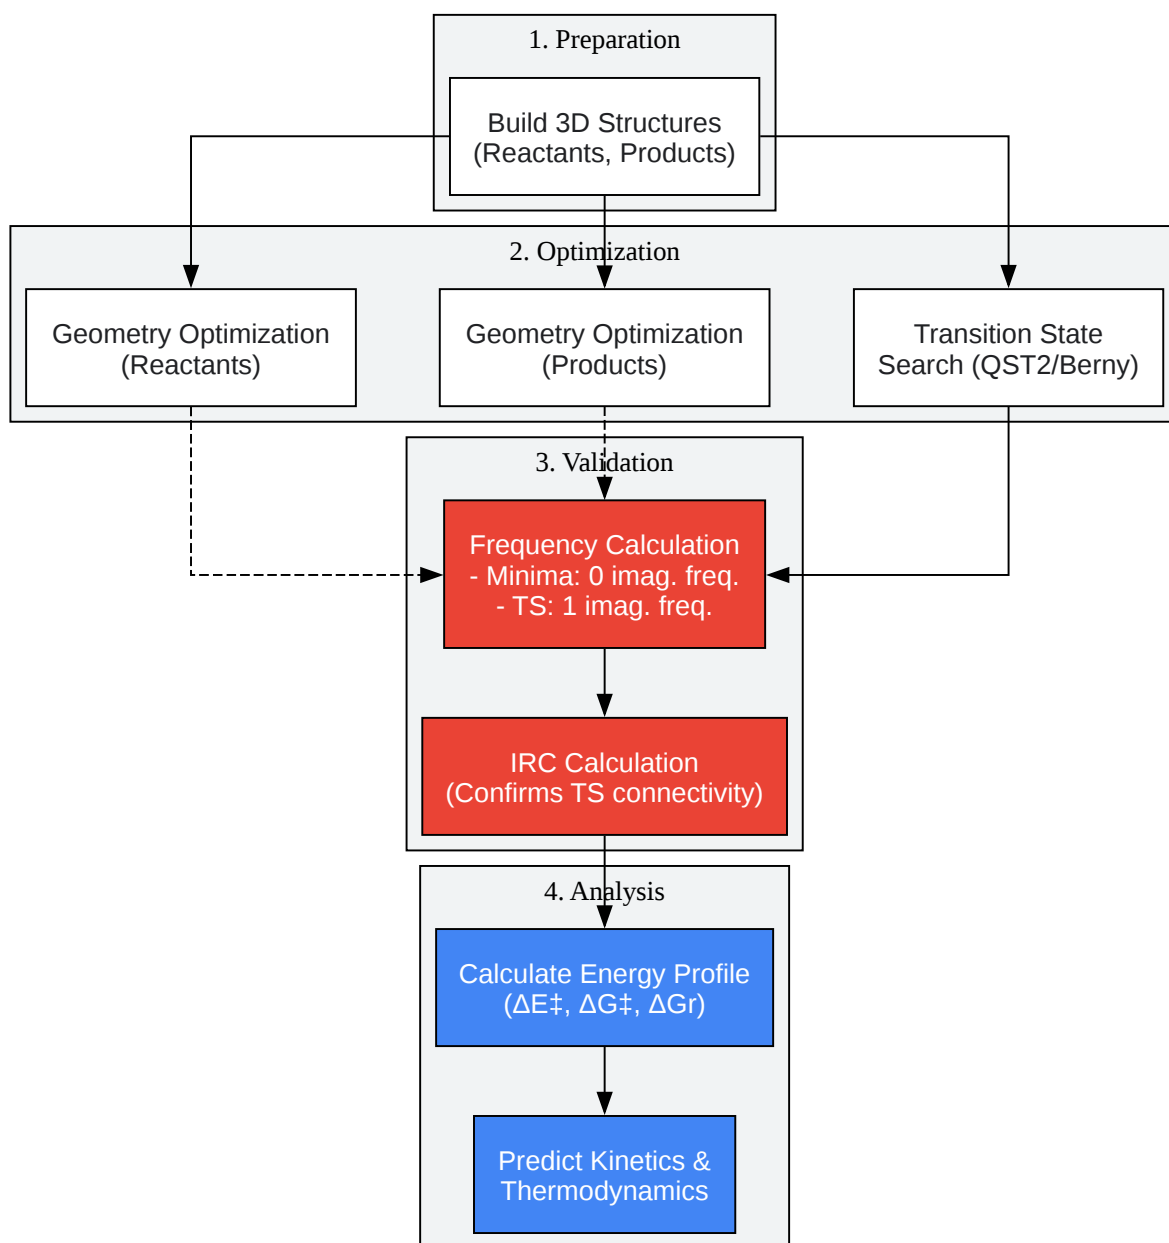 1. Preparation
Build 3D Structures
(Reactants, Products)
2. Optimization
Geometry Optimization
(Reactants)
Geometry Optimization
(Products)
Transition State
Search (QST2/Berny)
3. Validation
Frequency Calculation
- Minima: 0 imag. freq.
- TS: 1 imag. freq.
IRC Calculation
(Confirms TS connectivity)
4. Analysis
Calculate Energy Profile
(ΔE‡, ΔG‡, ΔGr)
Predict Kinetics &
Thermodynamics